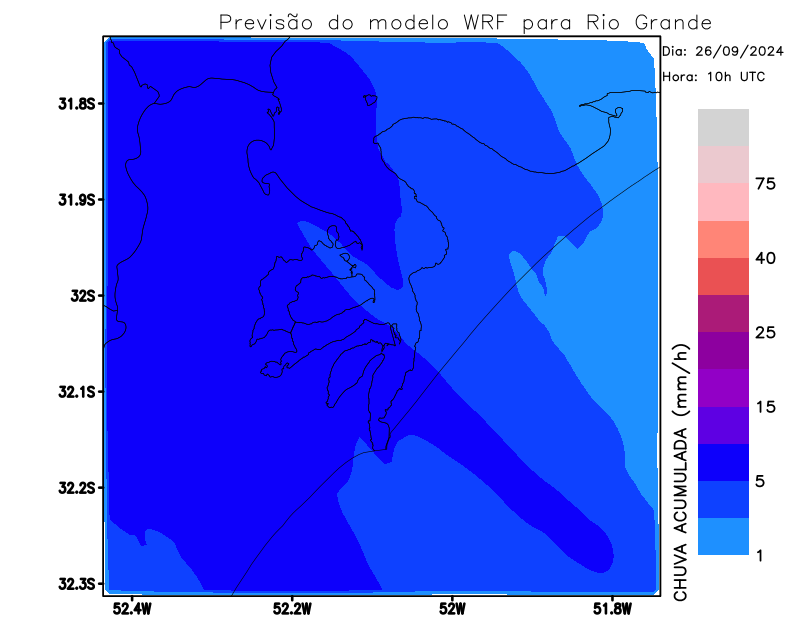 Previsão do modelo WRF para Rio Grande
Dia: 26/09/2024
Hora: 10h UTC
31.8S
31.9S
32S
32.1S
32.2S
32.3S
52.4W
52.2W
52W
51.8W
75
40
25
15
5
1
CHUVA ACUMULADA (mm/h)